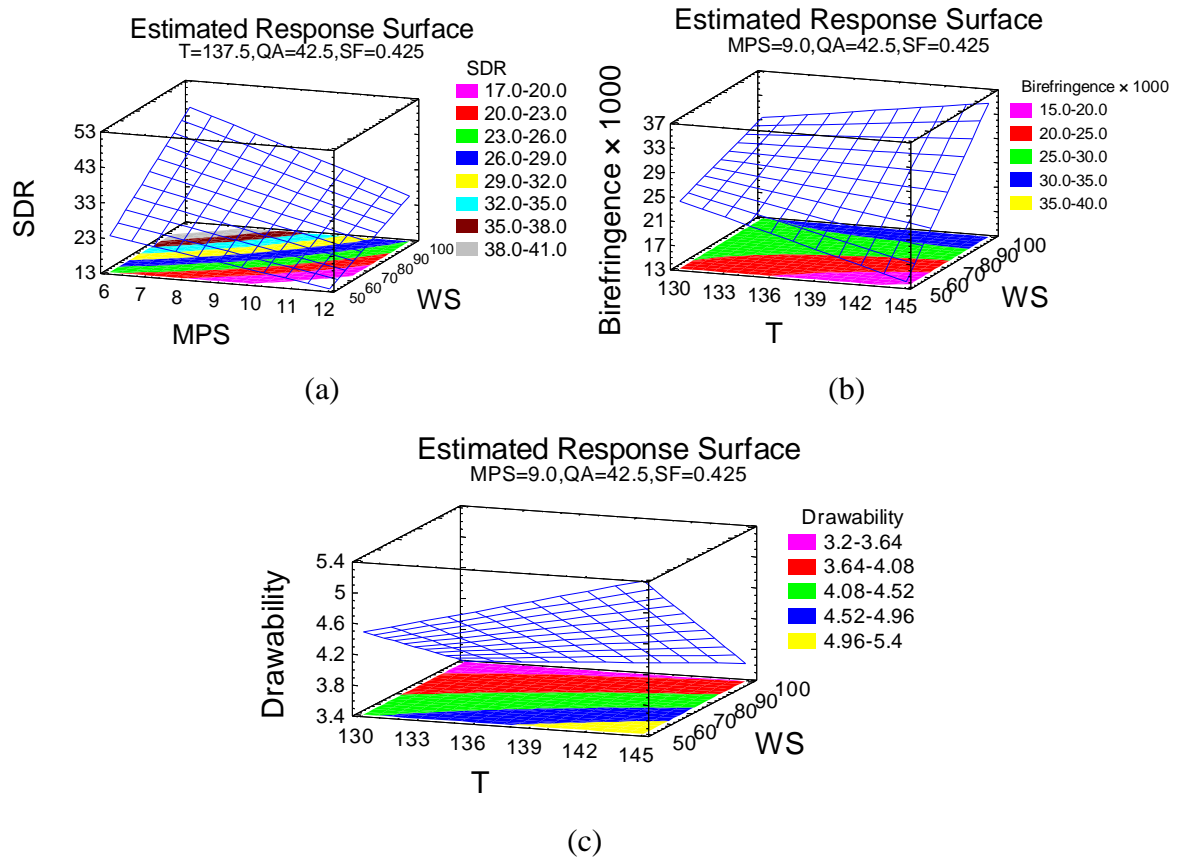 Estimated Response Surface
T=137.5,QA=42.5,SF=0.425
SDR
17.0-20.0
20.0-23.0
23.0-26.0
26.0-29.0
29.0-32.0
32.0-35.0
35.0-38.0
38.0-41.0
53
43
33
23
13
SDR
6 7 8 9 10 11 12
MPS
50 60 70 80 90 100
WS
(a)
Estimated Response Surface
MPS=9.0,QA=42.5,SF=0.425
Birefringence × 1000
15.0-20.0
20.0-25.0
25.0-30.0
30.0-35.0
35.0-40.0
37
33
29
25
21
17
13
Birefringence × 1000
130 133 136 139 142 145
T
50 60 70 80 90 100
WS
(b)
Estimated Response Surface
MPS=9.0,QA=42.5,SF=0.425
Drawability
3.2-3.64
3.64-4.08
4.08-4.52
4.52-4.96
4.96-5.4
5.4
5
4.6
4.2
3.8
3.4
Drawability
130 133 136 139 142 145
T
50 60 70 80 90 100
WS
(c)